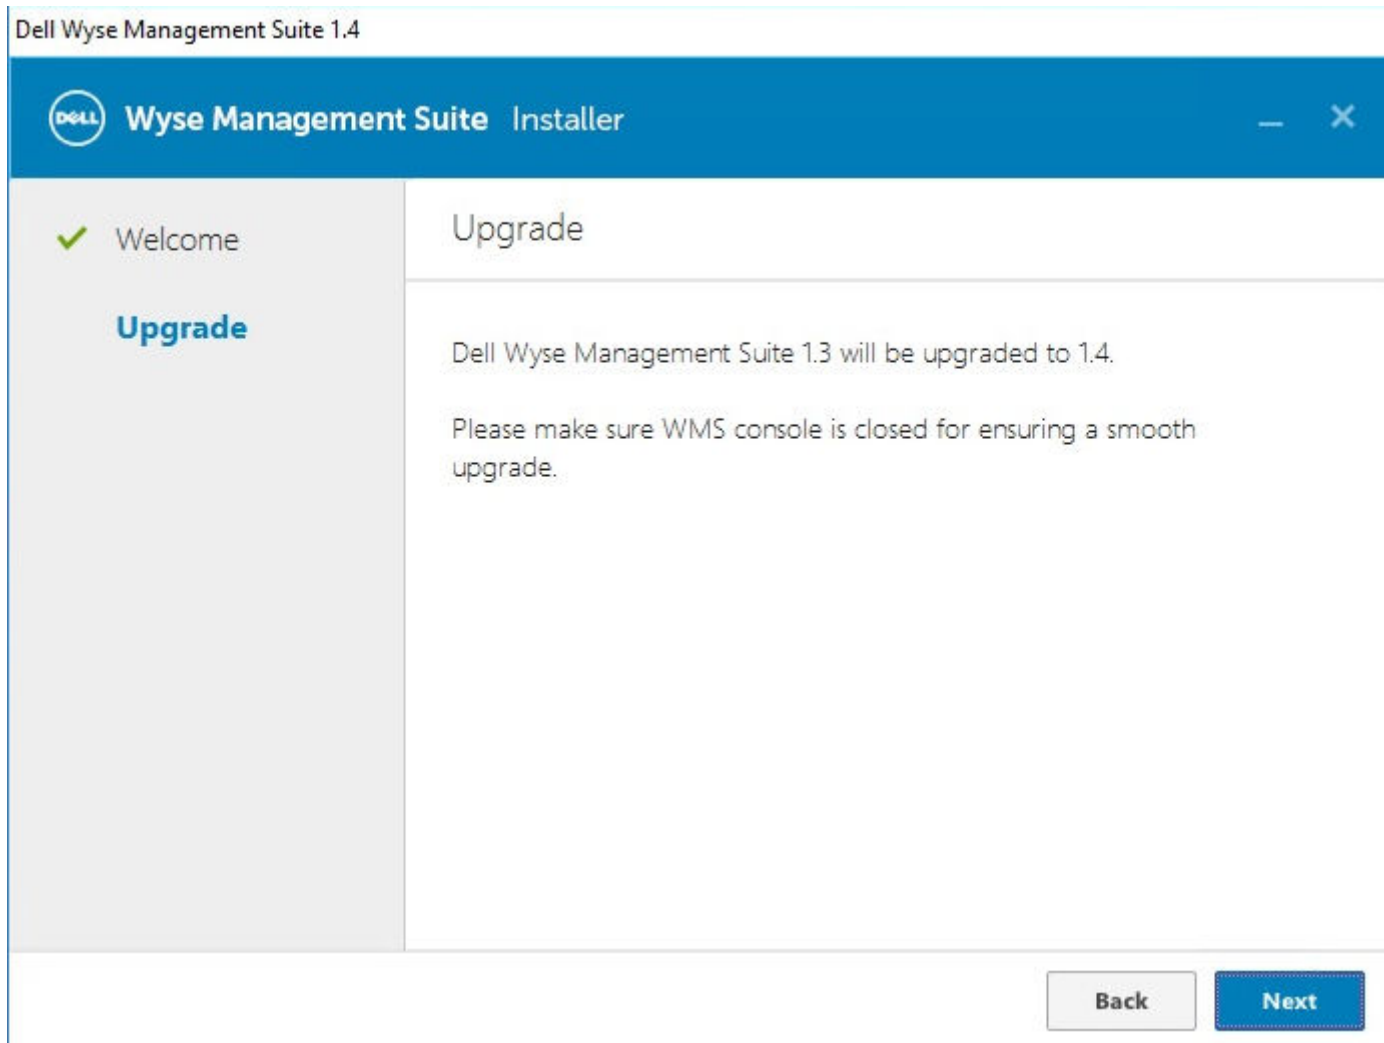 Dell Wyse Management Suite 1.4
DELL Wyse Management Suite Installer
Welcome
Upgrade
Upgrade
Dell Wyse Management Suite 1.3 will be upgraded to 1.4.
Please make sure WMS console is closed for ensuring a smooth
upgrade.
Back Next